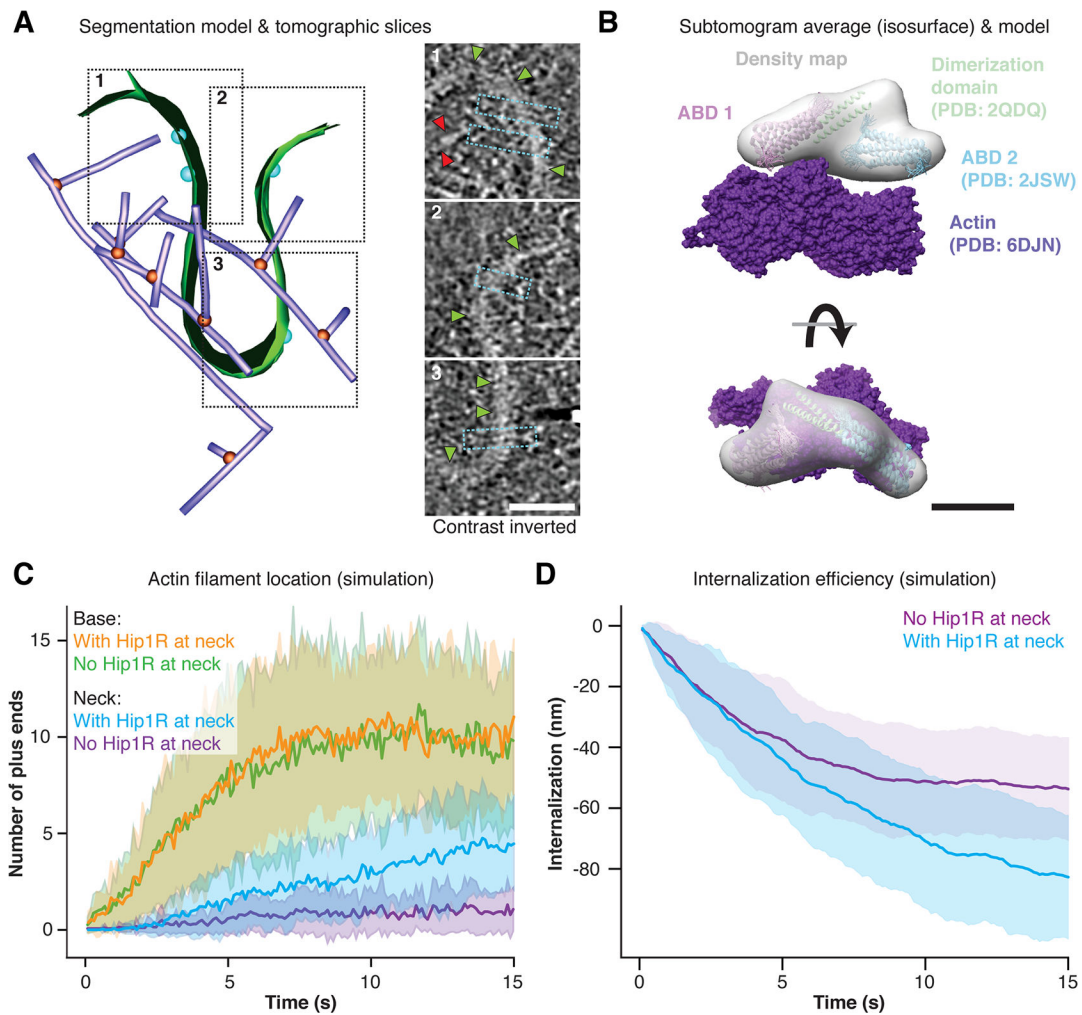 A
Segmentation model & tomographic slices
1
2
3
1
2
3
Contrast inverted
B
Subtomogram average (isosurface) & model
Density map
Dimerization
domain
(PDB: 2QDQ)
ABD 1
ABD 2
(PDB: 2JSW)
Actin
(PDB: 6DJN)
C
Actin filament location (simulation)
Base:
With Hip1R at neck
No Hip1R at neck
Neck:
With Hip1R at neck
No Hip1R at neck
Number of plus ends
15
10
5
0
0
5
10
15
Time (s)
D
Internalization efficiency (simulation)
No Hip1R at neck
With Hip1R at neck
Internalization (nm)
0
-20
-40
-60
-80
0
5
10
15
Time (s)